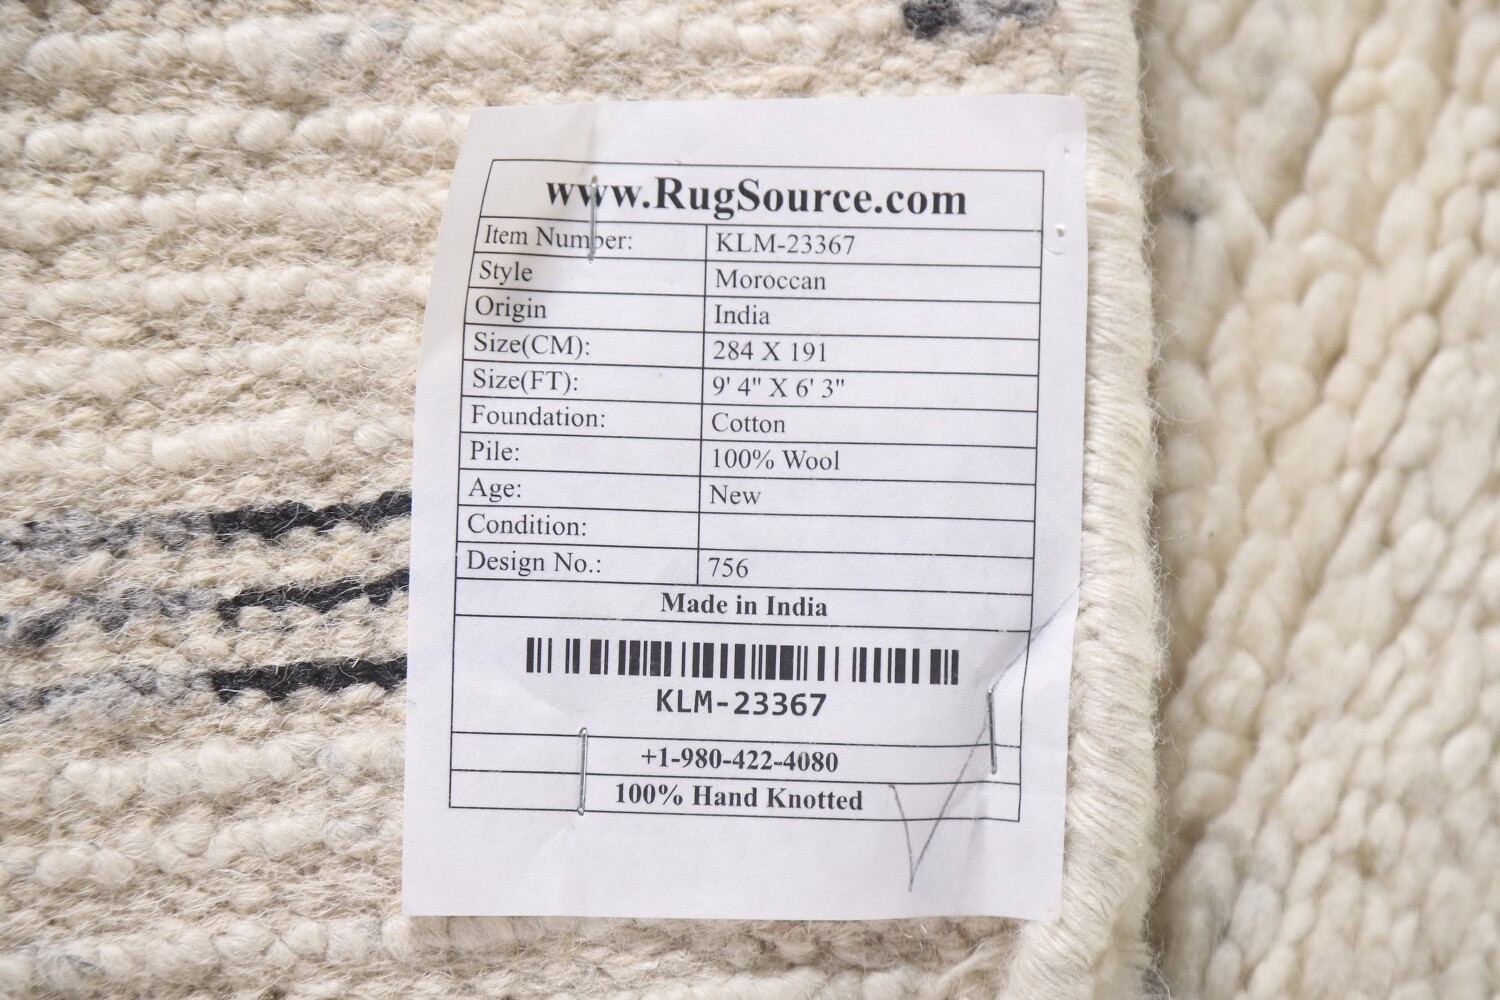 www.RugSource.com
Item Number: KLM-23367
Style Moroccan
Origin India
Size(CM): 284 X 191
Size(FT): 9' 4" X 6' 3"
Foundation: Cotton
Pile: 100% Wool
Age: New
Condition:
Design No.: 756
Made in India
KLM-23367
+1-980-422-4080
100% Hand Knotted